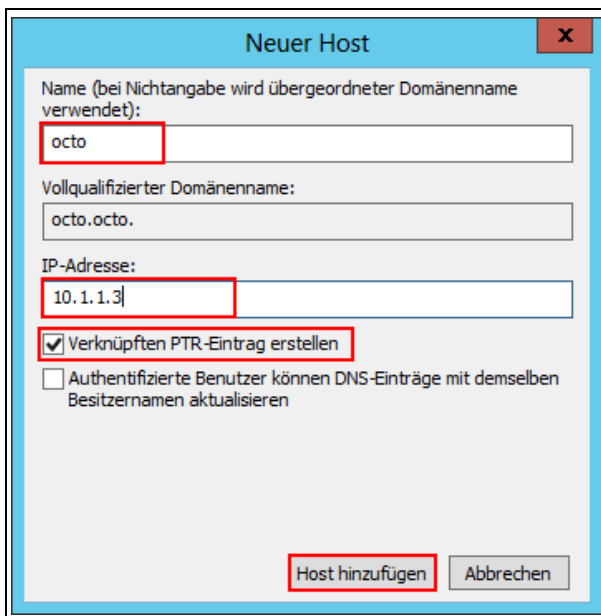 Neuer Host
x
Name (bei Nichtangabe wird übergeordneter Domänenname
verwendet):
octo
Vollqualifizierter Domänenname:
octo.octo.
IP-Adresse:
10.1.1.3
Verknüpften PTR-Eintrag erstellen
Authentifizierte Benutzer können DNS-Einträge mit demselben
Besitzernamen aktualisieren
Host hinzufügen Abbrechen